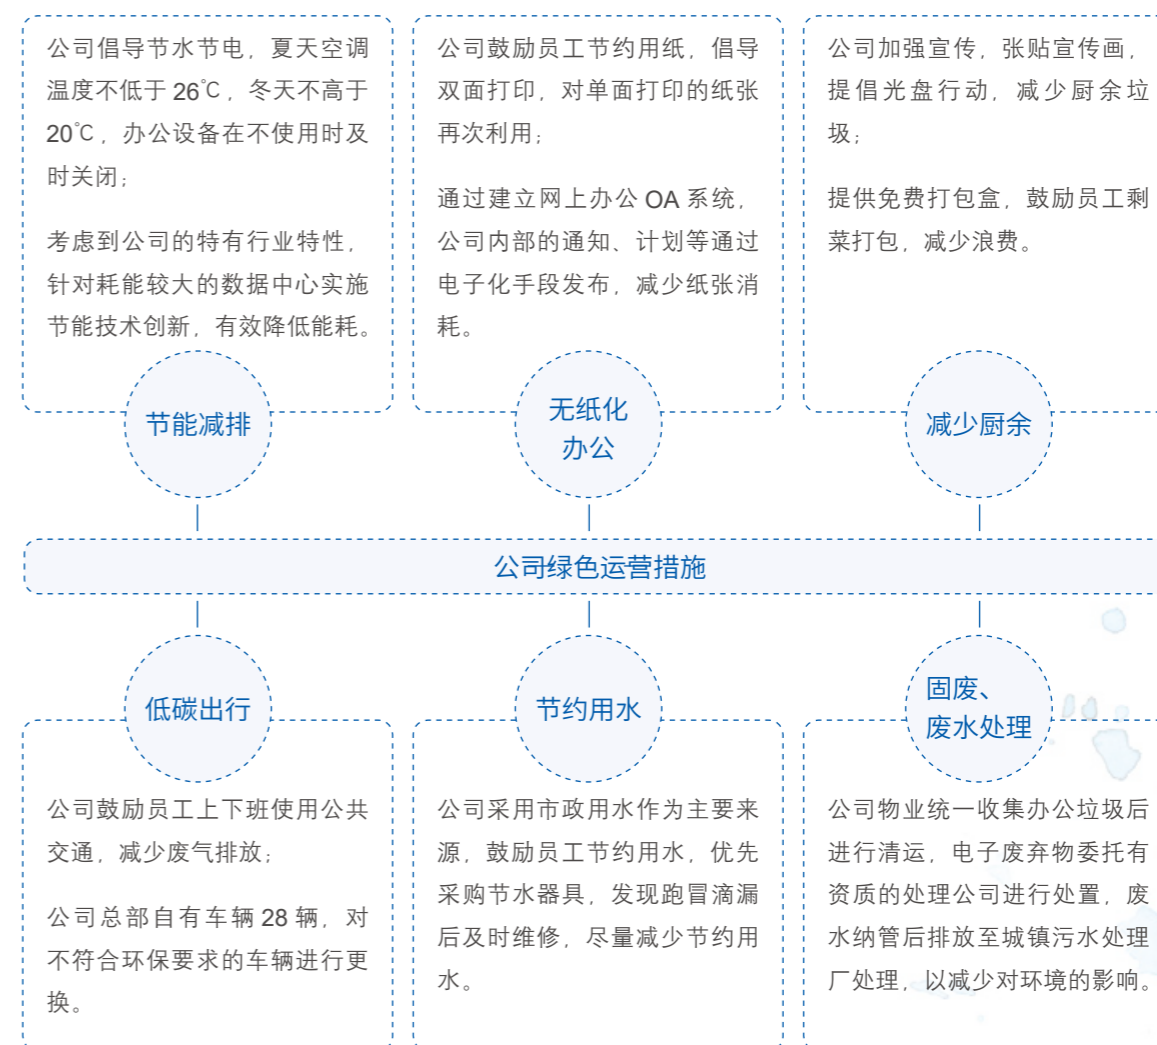 公司倡导节水节电，夏天空调
温度不低于 26℃，冬天不高于
20℃，办公设备在不使用时及
时关闭；
考虑到公司的特有行业特性，
针对耗能较大的数据中心实施
节能技术创新，有效降低能耗。
节能减排
公司鼓励员工节约用纸，倡导
双面打印，对单面打印的纸张
再次利用；
通过建立网上办公 OA 系统，
公司内部的通知、计划等通过
电子化手段发布，减少纸张消
耗。
无纸化
办公
公司加强宣传，张贴宣传画，
提倡光盘行动，减少厨余垃
圾；
提供免费打包盒，鼓励员工剩
菜打包，减少浪费。
减少厨余
公司绿色运营措施
低碳出行
公司鼓励员工上下班使用公共
交通，减少废气排放；
公司总部自有车辆 28 辆，对
不符合环保要求的车辆进行更
换。
节约用水
公司采用市政用水作为主要来
源，鼓励员工节约用水，优先
采购节水器具，发现跑冒滴漏
后及时维修，尽量减少节约用
水。
固废、
废水处理
公司物业统一收集办公垃圾后
进行清运，电子废弃物委托有
资质的处理公司进行处置，废
水纳管后排放至城镇污水处理
厂处理，以减少对环境的影响。